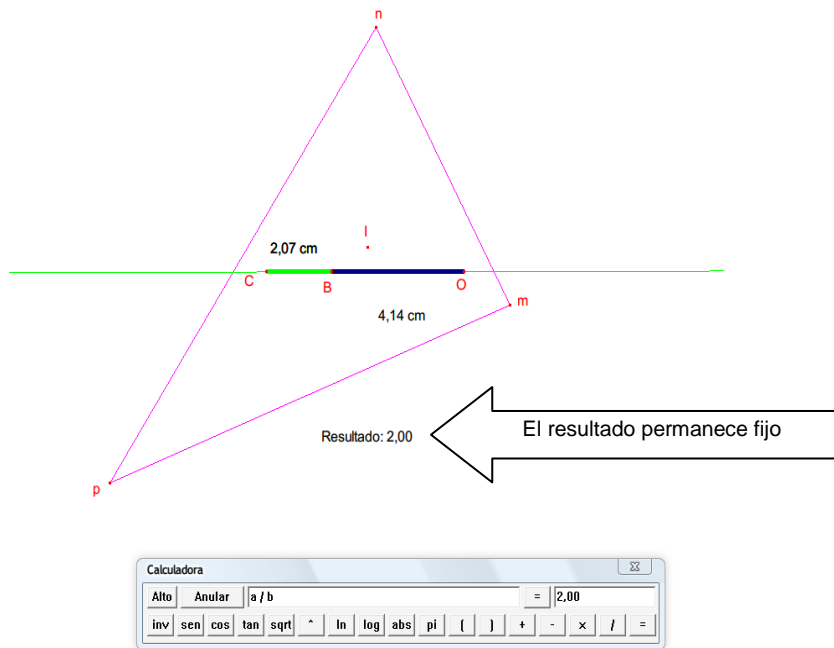 n
I
2,07 cm
C
B
O
m
4,14 cm
El resultado permanece fijo
Resultado: 2,00
p
Calculadora
Alto Anular a / b = 2,00
inv sen cos tan sqrt ^ ln log abs pi ( ) + - x / =